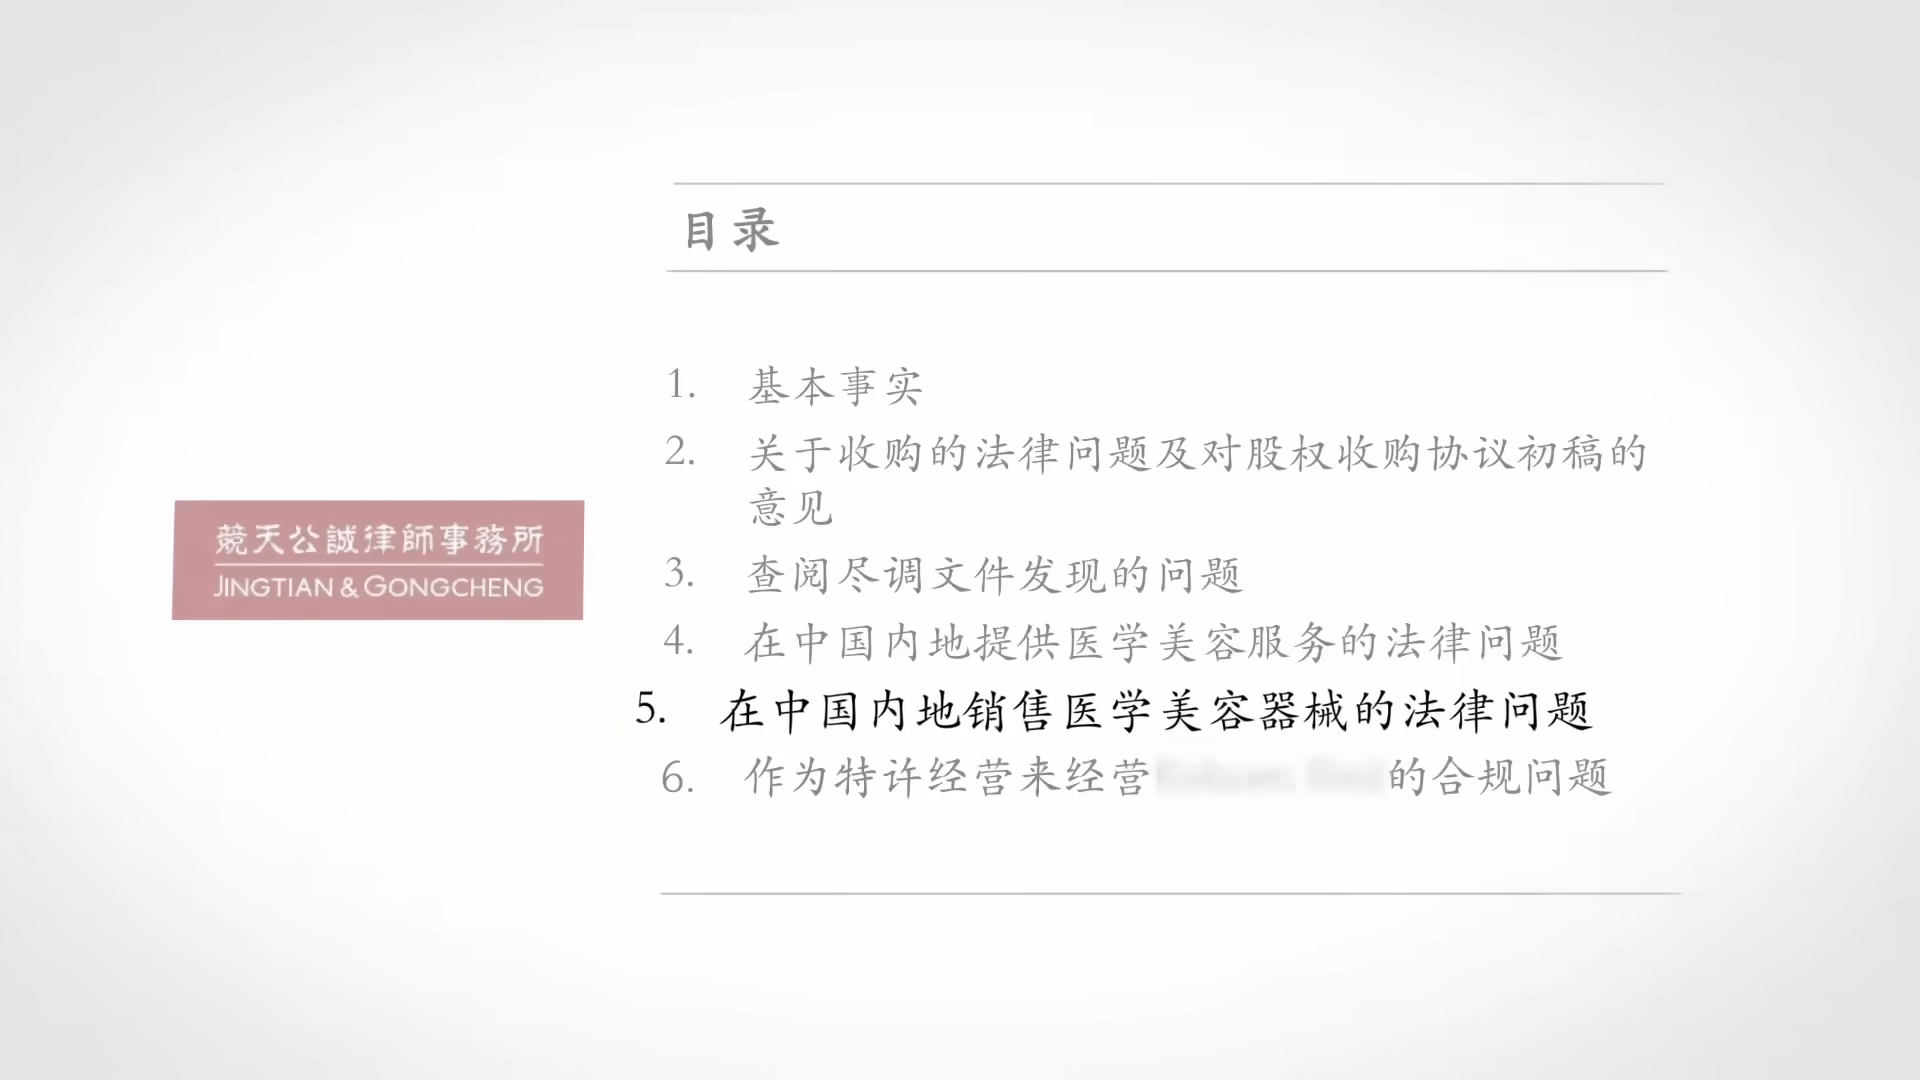 目录
1. 基本事实
2. 关于收购的法律问题及对股权收购协议初稿的
意见
3. 查阅尽调文件发现的问题
4. 在中国内地提供医学美容服务的法律问题
5. 在中国内地销售医学美容器械的法律问题
6. 作为特许经营来经营的合规问题
競天公誠律師事務所
JINGTIAN & GONGCHENG